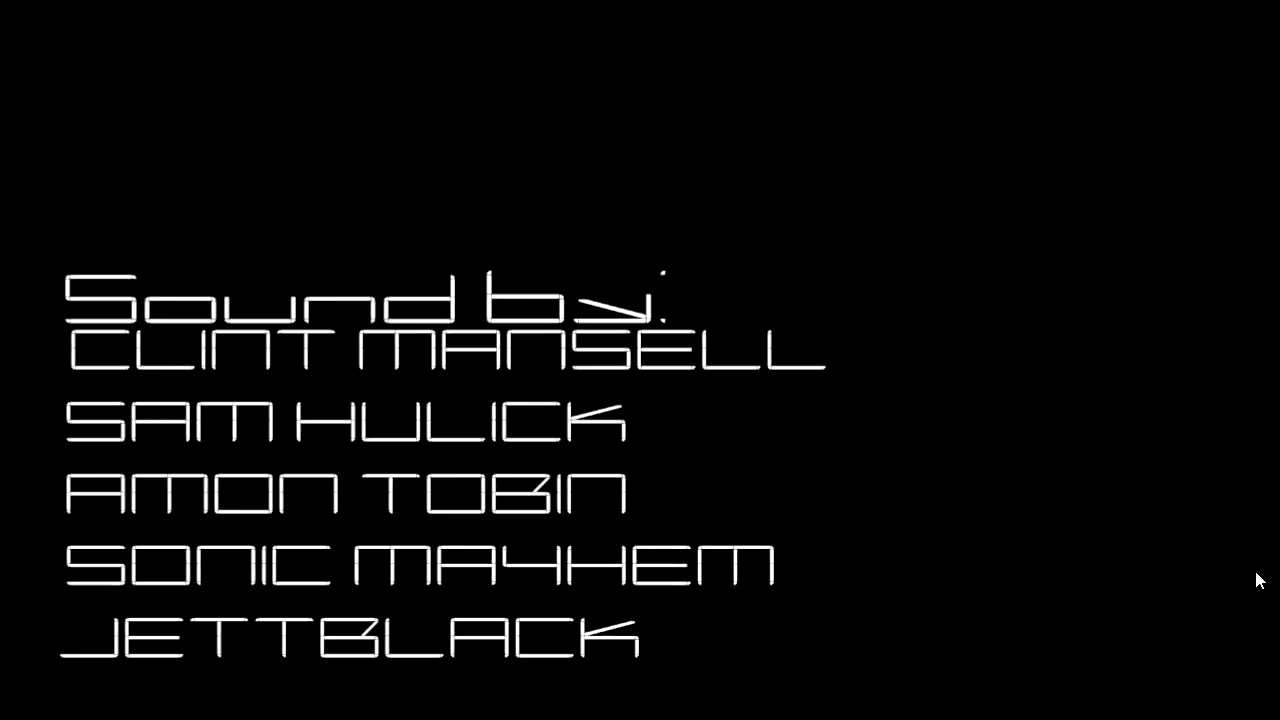 Sound by:
CLINT MANSELL
SAM HULICK
AMON TOBIN
SONIC MAYHEM
JETTBLACK